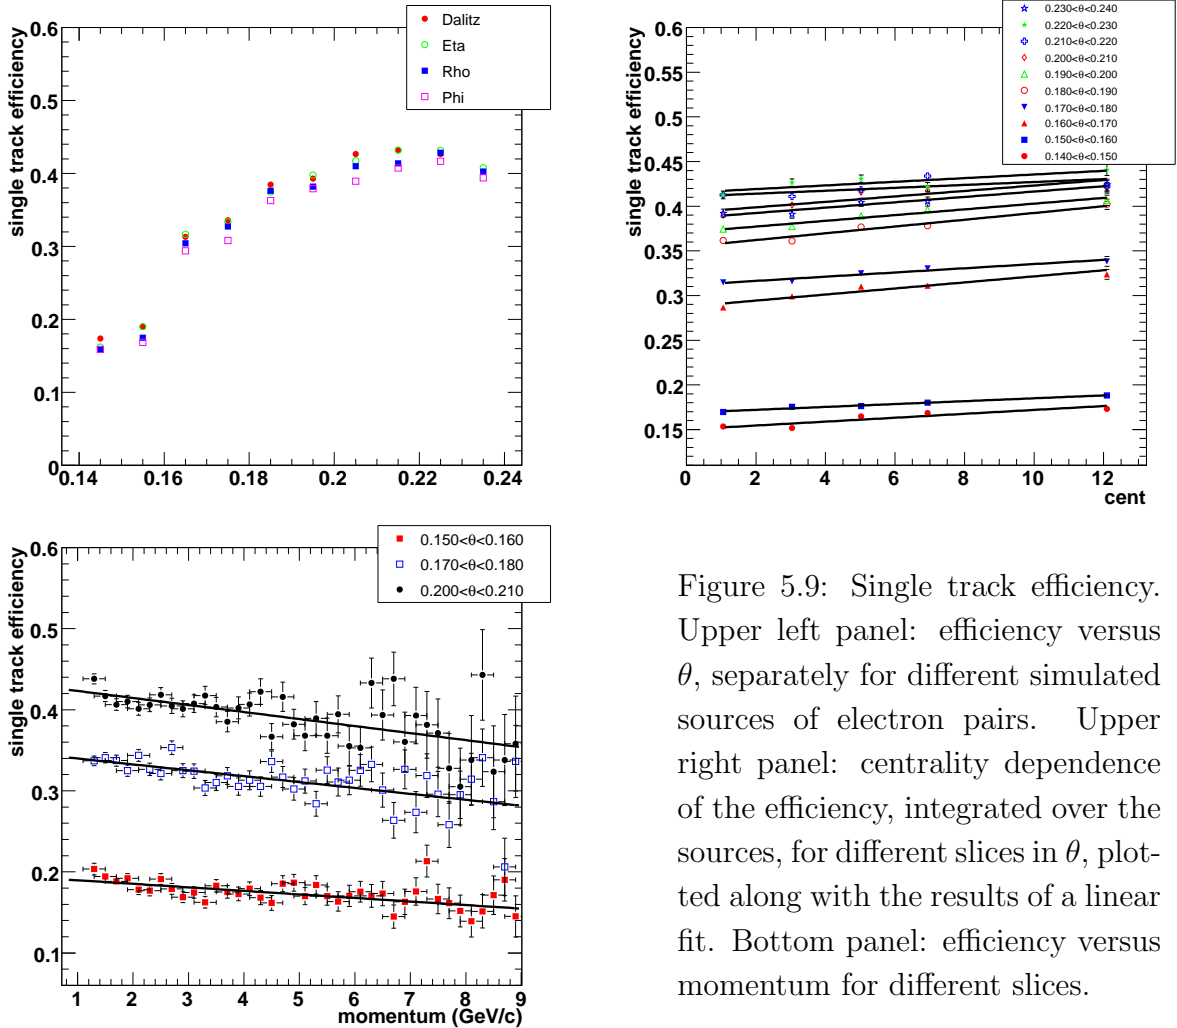 single track efficiency
0.6
0.5
0.4
0.3
0.2
0.1
0
0.14 0.16 0.18 0.2 0.22 0.24
Dalitz
Eta
Rho
Phi
single track efficiency
0.6
0.55
0.5
0.45
0.4
0.35
0.3
0.25
0.2
0.15
0 2 4 6 8 10 12
cent
0.230<θ<0.240
0.220<θ<0.230
0.210<θ<0.220
0.200<θ<0.210
0.190<θ<0.200
0.180<θ<0.190
0.170<θ<0.180
0.160<θ<0.170
0.150<θ<0.160
0.140<θ<0.150
single track efficiency
0.6
0.5
0.4
0.3
0.2
0.1
1 2 3 4 5 6 7 8 9
momentum (GeV/c)
0.150<θ<0.160
0.170<θ<0.180
0.200<θ<0.210
Figure 5.9: Single track efficiency.
Upper left panel: efficiency versus
θ, separately for different simulated
sources of electron pairs. Upper
right panel: centrality dependence
of the efficiency, integrated over the
sources, for different slices in θ, plot-
ted along with the results of a linear
fit. Bottom panel: efficiency versus
momentum for different slices.